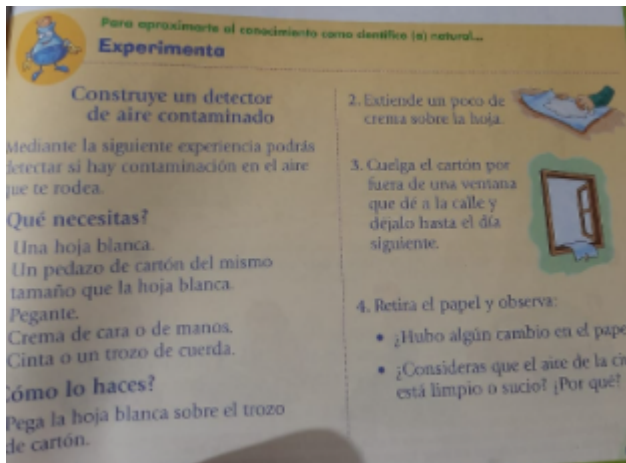 Para aproximarte al conocimiento como científico (a) natural...
Experimenta
Construye un detector
de aire contaminado
Mediante la siguiente experiencia podrás
detectar si hay contaminación en el aire
que te rodea.
Qué necesitas?
Una hoja blanca.
Un pedazo de cartón del mismo
tamaño que la hoja blanca.
Pegante.
Crema de cara o de manos.
Cinta o un trozo de cuerda.
Cómo lo haces?
Pega la hoja blanca sobre el trozo
de cartón.
2. Extiende un poco de
crema sobre la hoja.
3. Cuelga el cartón por
fuera de una ventana
que dé a la calle y
déjalo hasta el día
siguiente.
4. Retira el papel y observa:
• ¿Hubo algún cambio en el pape
• ¿Consideras que el aire de la
está limpio o sucio? ¿Por qué?